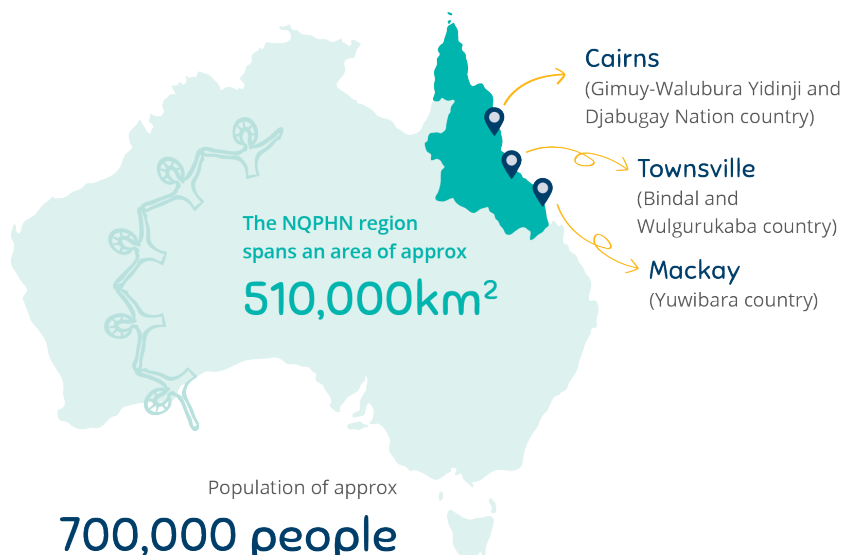 Cairns
(Gimuy-Walubura Yidinji and
Djabugay Nation country)
Townsville
(Bindal and
Wulgurukaba country)
Mackay
(Yuwibara country)
The NQPHN region
spans an area of approx
510,000km²
Population of approx
700,000 people